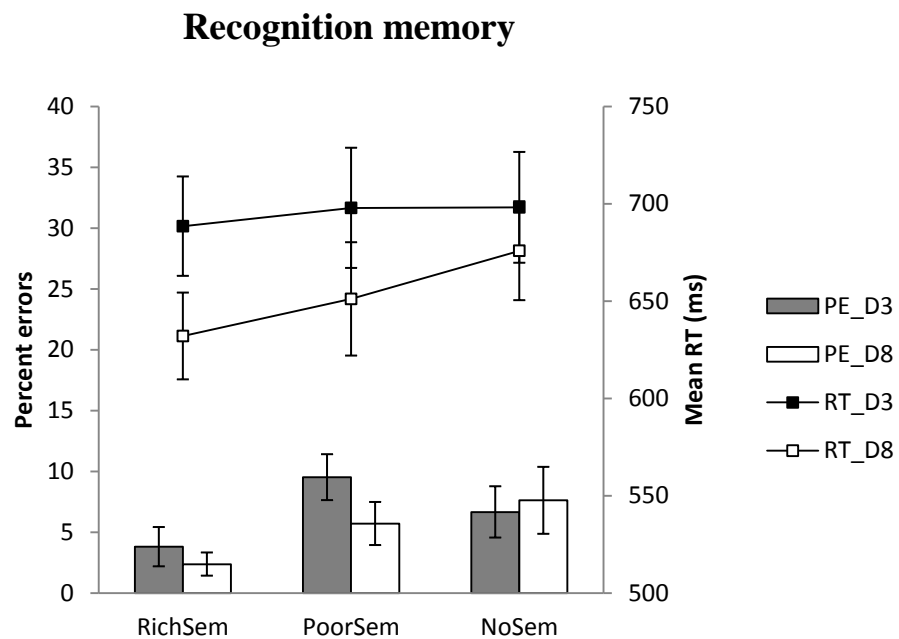 Recognition memory
40
35
30
25
20
15
10
5
0
Percent errors
750
700
650
600
550
500
Mean RT (ms)
RichSem PoorSem NoSem
PE_D3
PE_D8
RT_D3
RT_D8